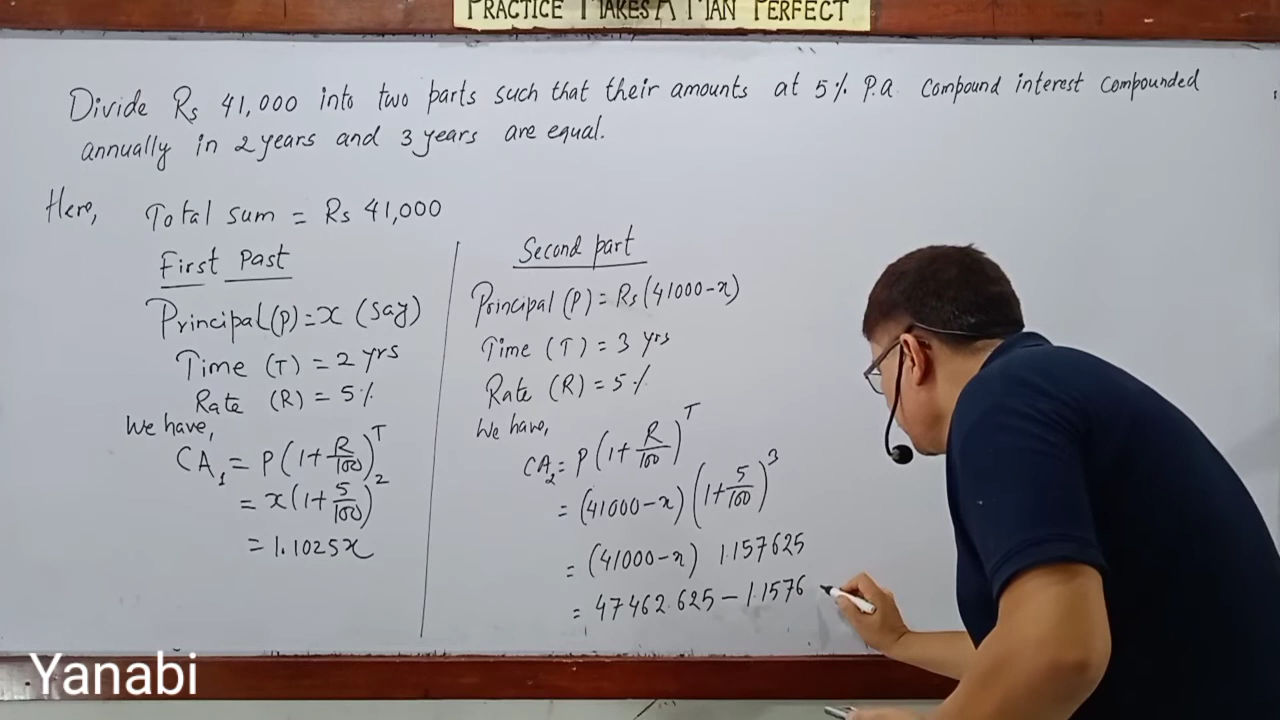 PRACTICE MAKES A MAN PERFECT
Divide Rs 41,000 into two parts such that their amounts at 5% P.a. Compound interest compounded
annually in 2 years and 3 years are equal.
Here, Total sum = Rs 41,000
First Past
Principal (P) = x (say)
Time (T) = 2 yrs
Rate (R) = 5%
We have,
CA₁ = P(1+R/100)^T
= x(1+5/100)^2
= 1.1025x
Second part
Principal (P) = Rs (41000-x)
Time (T) = 3 yrs
Rate (R) = 5%
We have,
CA₂ = P(1+R/100)^T
= (41000-x)(1+5/100)^3
= (41000-x) 1.157625
= 47462.625 - 1.1576
Yanabi